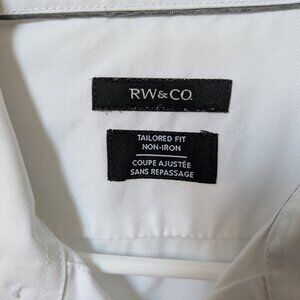 RW&CO.
TAILORED FIT
NON-IRON
COUPE AJUSTÉE
SANS REPASSAGE